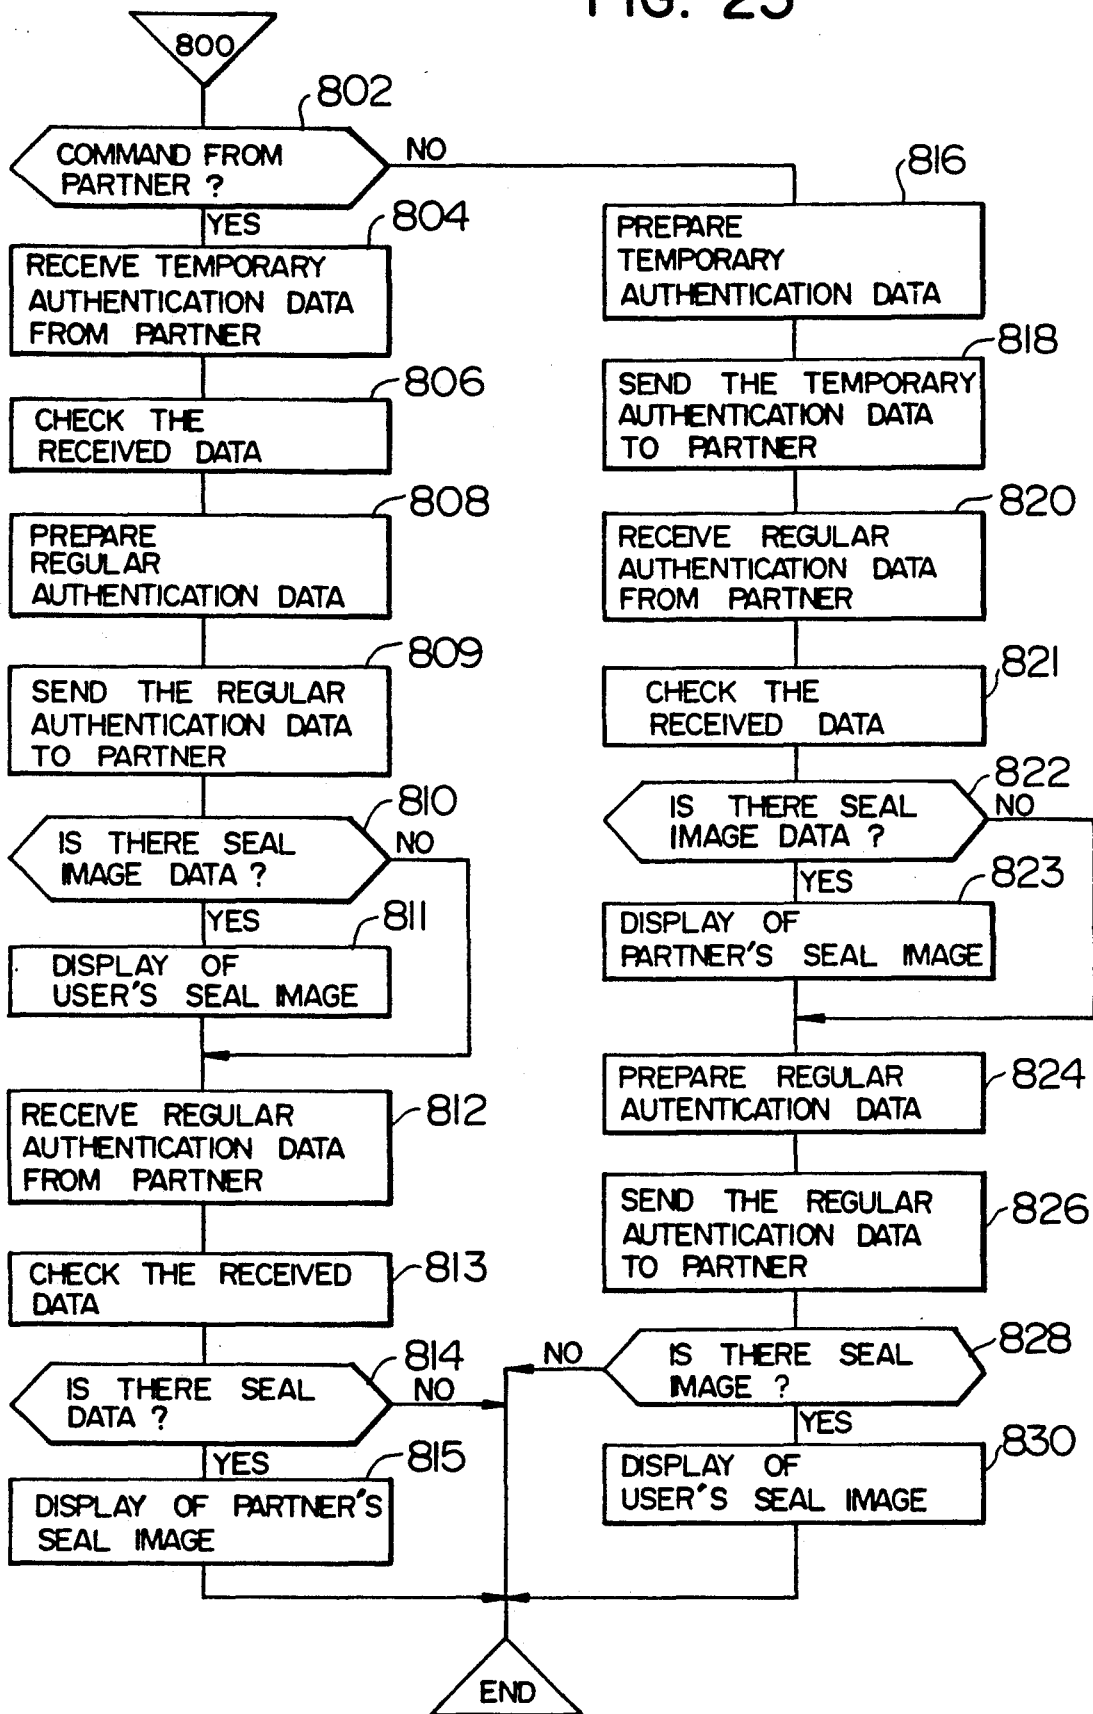 FIG. 25
800
802
COMMAND FROM
PARTNER ?
NO
YES
804
RECEIVE TEMPORARY
AUTHENTICATION DATA
FROM PARTNER
806
CHECK THE
RECEIVED DATA
808
PREPARE
REGULAR
AUTHENTICATION DATA
809
SEND THE REGULAR
AUTHENTICATION DATA
TO PARTNER
810
IS THERE SEAL
IMAGE DATA ?
NO
YES
811
DISPLAY OF
USER'S SEAL IMAGE
812
RECEIVE REGULAR
AUTHENTICATION DATA
FROM PARTNER
813
CHECK THE RECEIVED
DATA
814
IS THERE SEAL
DATA ?
NO
YES
815
DISPLAY OF PARTNER'S
SEAL IMAGE
816
PREPARE
TEMPORARY
AUTHENTICATION DATA
818
SEND THE TEMPORARY
AUTHENTICATION DATA
TO PARTNER
820
RECEIVE REGULAR
AUTHENTICATION DATA
FROM PARTNER
821
CHECK THE
RECEIVED DATA
822
IS THERE SEAL
IMAGE DATA ?
NO
YES
823
DISPLAY OF
PARTNER'S SEAL IMAGE
824
PREPARE REGULAR
AUTENTICATION DATA
826
SEND THE REGULAR
AUTENTICATION DATA
TO PARTNER
828
IS THERE SEAL
IMAGE ?
NO
YES
830
DISPLAY OF
USER'S SEAL IMAGE
END